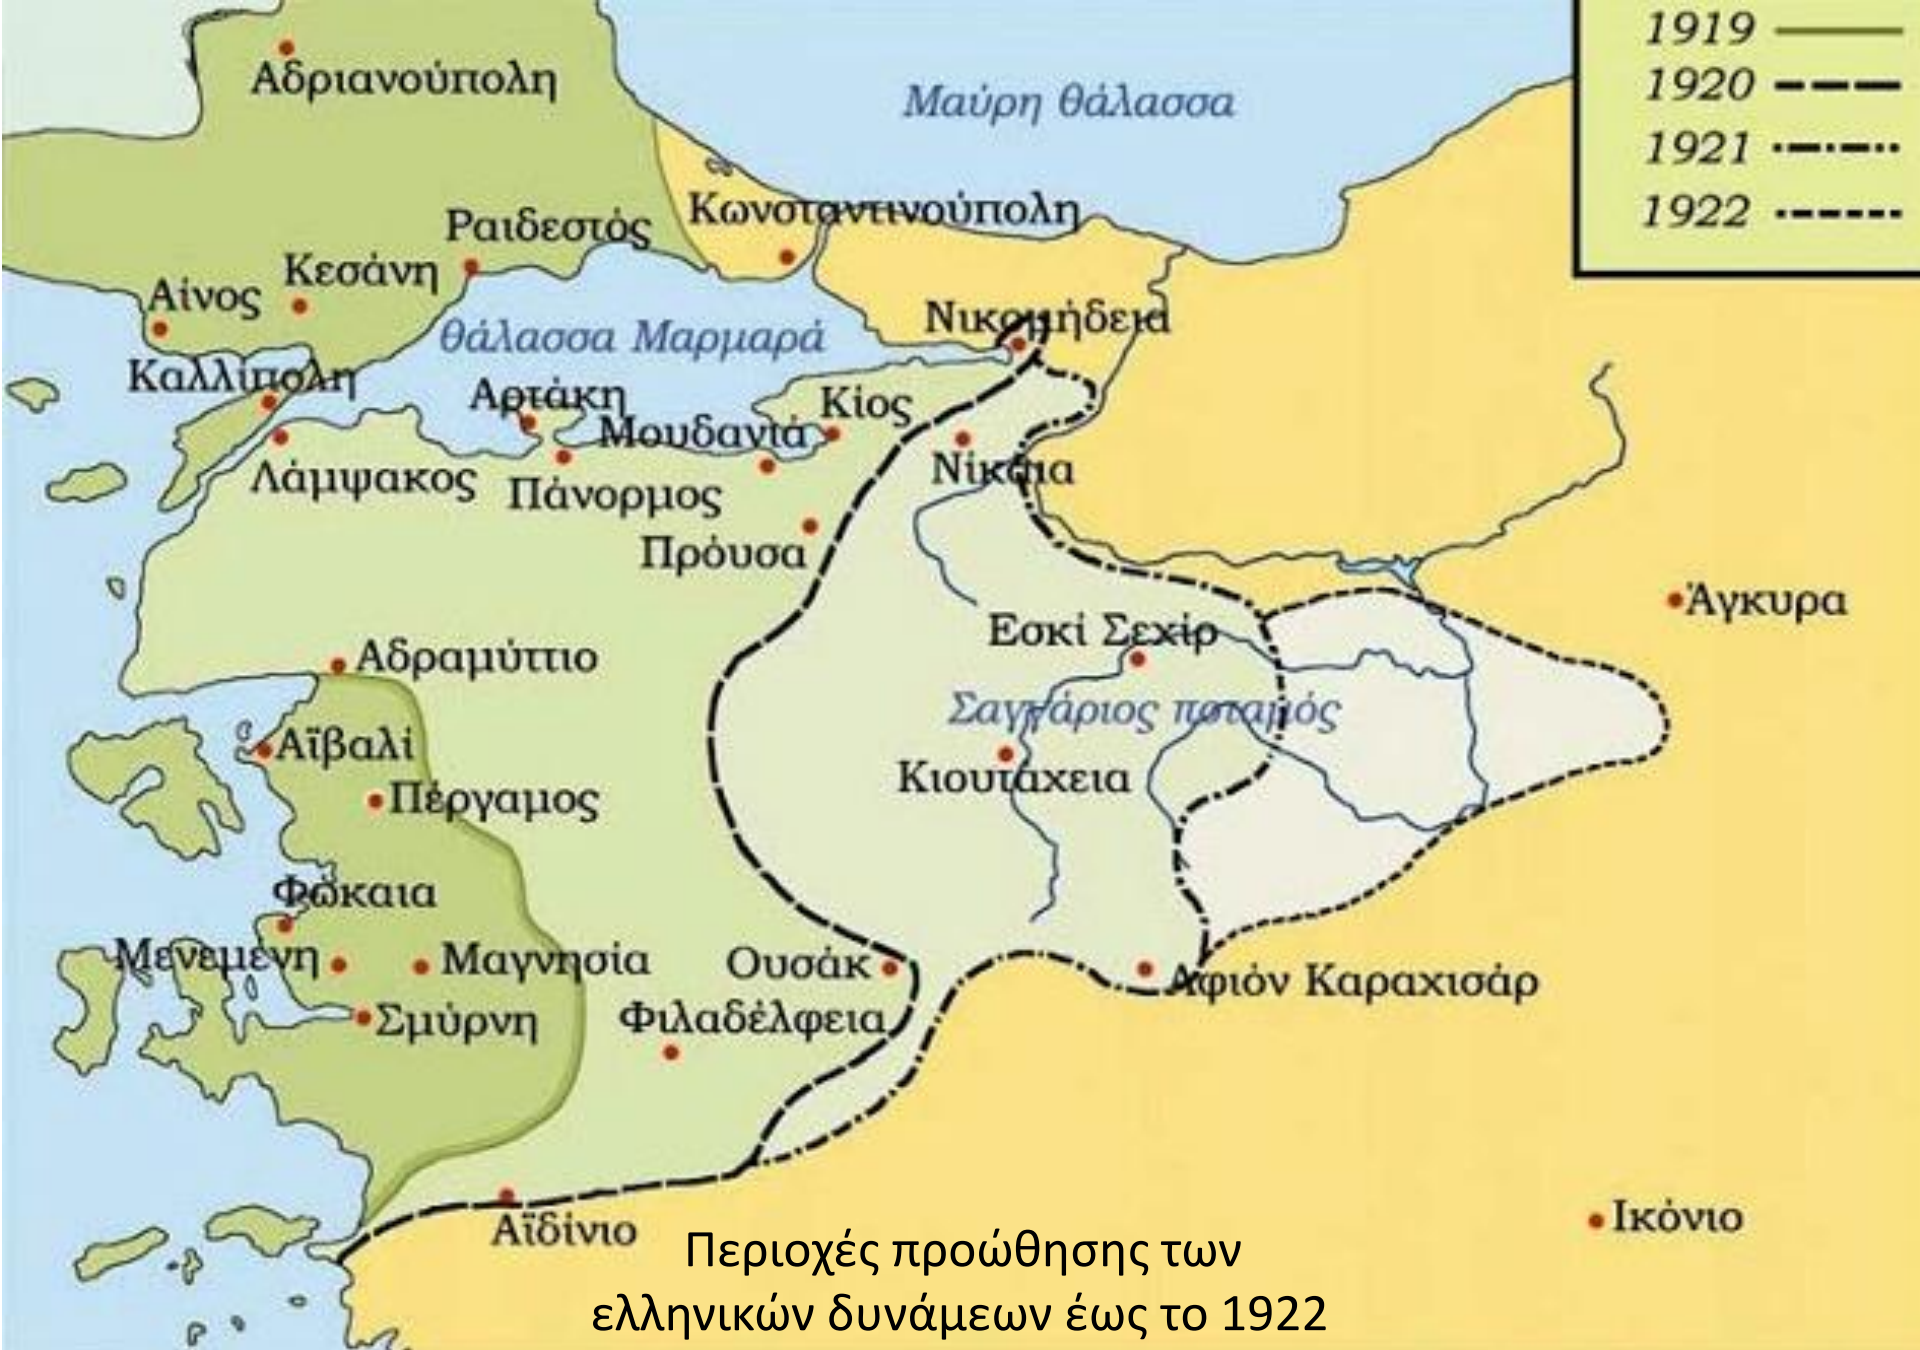 1919
1920
1921
1922
Αδριανούπολη
Μαύρη θάλασσα
Κωνσταντινούπολη
Ραιδεστός
Κεσάνη
Αίνος
Νικομήδεια
θάλασσα Μαρμαρά
Καλλίπολη
Αρτάκη
Κίος
Μουδανιά
Νίκαια
Λάμψακος
Πάνορμος
Προύσα
Άγκυρα
Εσκί Σεχίρ
Αδραμύττιο
Σαγγάριος ποταμός
Αϊβαλί
Κιουτάχεια
Πέργαμος
Φώκαια
Μενεμένη
Μαγνησία
Ουσάκ
Αφιόν Καραχισάρ
Σμύρνη
Φιλαδέλφεια
Ικόνιο
Αϊδίνιο
Περιοχές προώθησης των
ελληνικών δυνάμεων έως το 1922